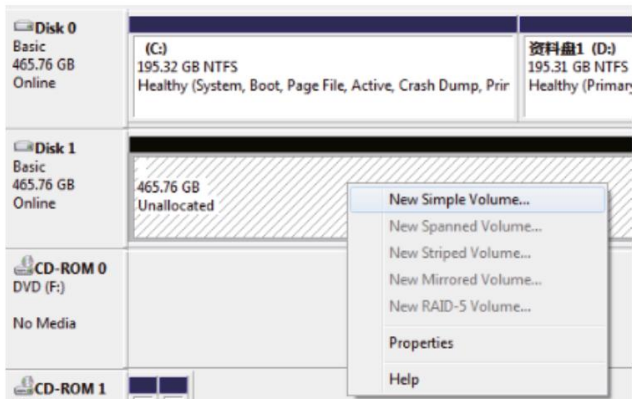 Disk 0
Basic
465.76 GB
Online
(C:)
195.32 GB NTFS
Healthy (System, Boot, Page File, Active, Crash Dump, Prir
资料盘1 (D:)
195.31 GB NTFS
Healthy (Primary
Disk 1
Basic
465.76 GB
Online
465.76 GB
Unallocated
New Simple Volume...
New Spanned Volume...
New Striped Volume...
New Mirrored Volume...
New RAID-5 Volume...
Properties
Help
CD-ROM 0
DVD (F:)
No Media
CD-ROM 1